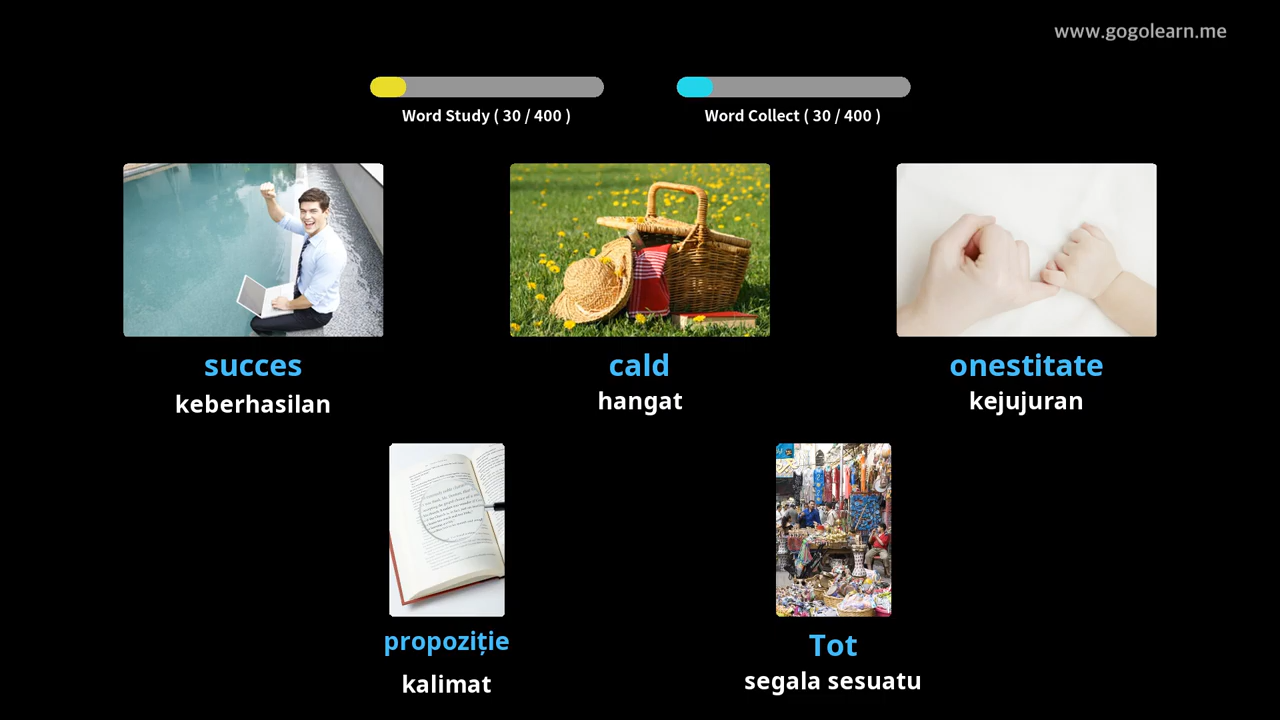 www.gogolearn.me
Word Study ( 30 / 400 )
Word Collect ( 30 / 400 )
succes
keberhasilan
cald
hangat
onestitate
kejujuran
propoziție
kalimat
Tot
segala sesuatu